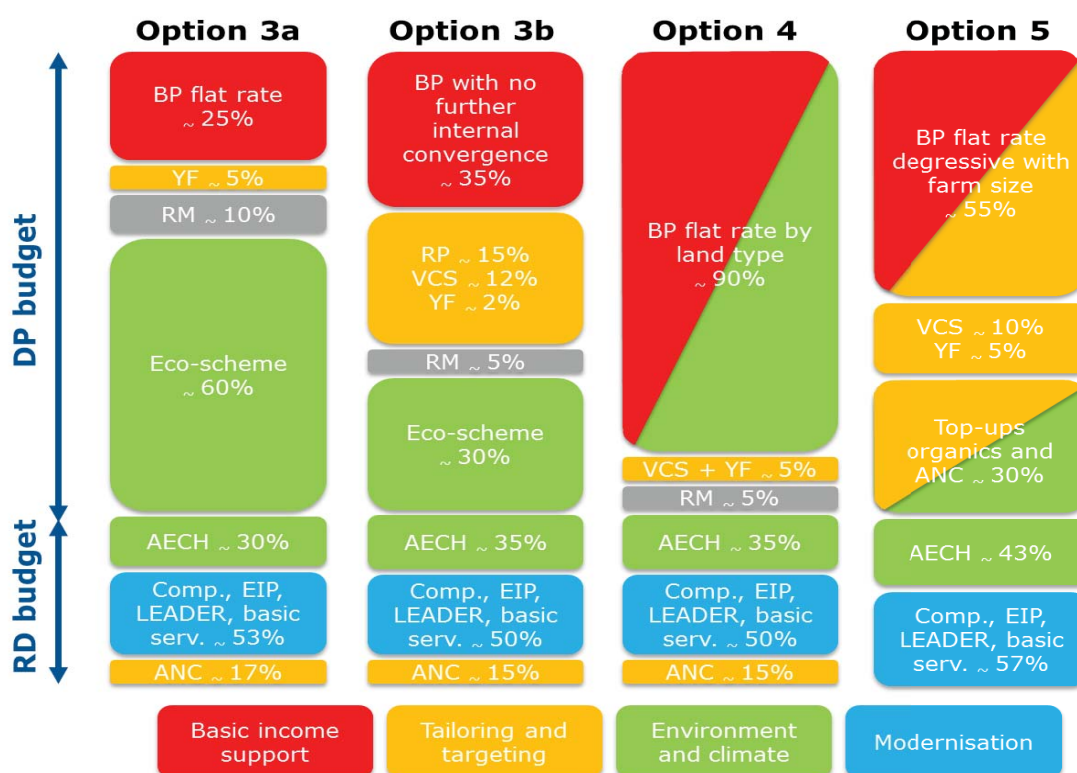 Option 3a
Option 3b
Option 4
Option 5
DP budget
RD budget
BP flat rate
~ 25%
YF ~ 5%
RM ~ 10%
Eco-scheme
~ 60%
AECH ~ 30%
Comp., EIP,
LEADER, basic
serv. ~ 53%
ANC ~ 17%
BP with no
further
internal
convergence
~ 35%
RP ~ 15%
VCS ~ 12%
YF ~ 2%
RM ~ 5%
Eco-scheme
~ 30%
AECH ~ 35%
Comp., EIP,
LEADER, basic
serv. ~ 50%
ANC ~ 15%
BP flat rate by
land type
~ 90%
VCS + YF ~ 5%
RM ~ 5%
AECH ~ 35%
Comp., EIP,
LEADER, basic
serv. ~ 50%
ANC ~ 15%
BP flat rate
degressive with
farm size
~ 55%
VCS ~ 10%
YF ~ 5%
Top-ups
organics and
ANC ~ 30%
AECH ~ 43%
Comp., EIP,
LEADER, basic
serv. ~ 57%
Basic income
support
Tailoring and
targeting
Environment
and climate
Modernisation